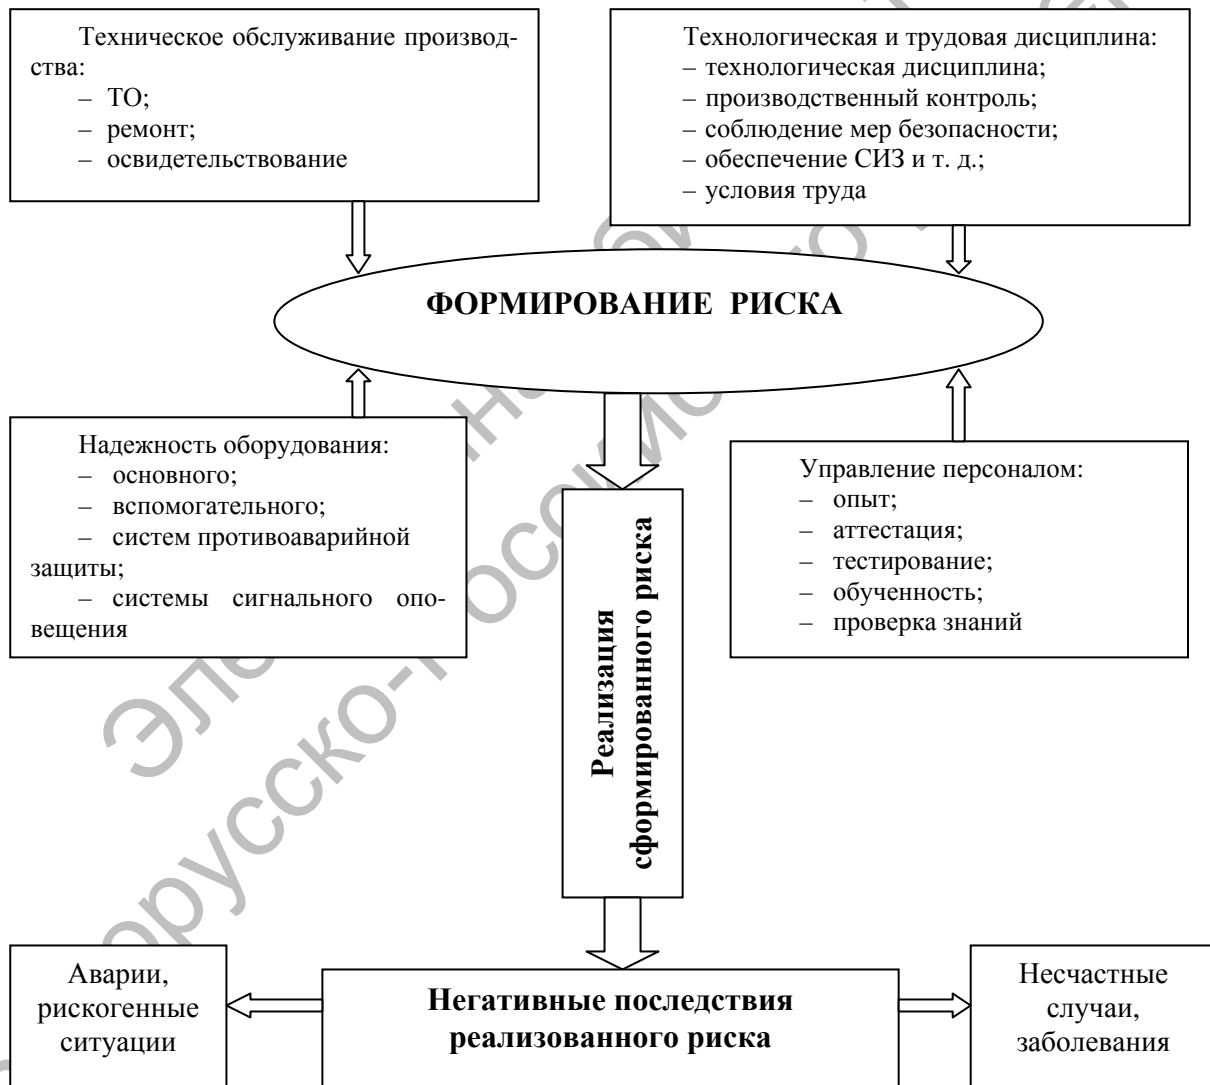 Техническое обслуживание производ-
ства:
– ТО;
– ремонт;
– освидетельствование
Технологическая и трудовая дисциплина:
– технологическая дисциплина;
– производственный контроль;
– соблюдение мер безопасности;
– обеспечение СИЗ и т. д.;
– условия труда
ФОРМИРОВАНИЕ РИСКА
Надежность оборудования:
– основного;
– вспомогательного;
– систем противоаварийной
защиты;
– системы сигнального опо-
вещения
Управление персоналом:
– опыт;
– аттестация;
– тестирование;
– обученность;
– проверка знаний
Реализация
сформированного риска
Аварии,
рискогенные
ситуации
Негативные последствия
реализованного риска
Несчастные
случаи,
заболевания